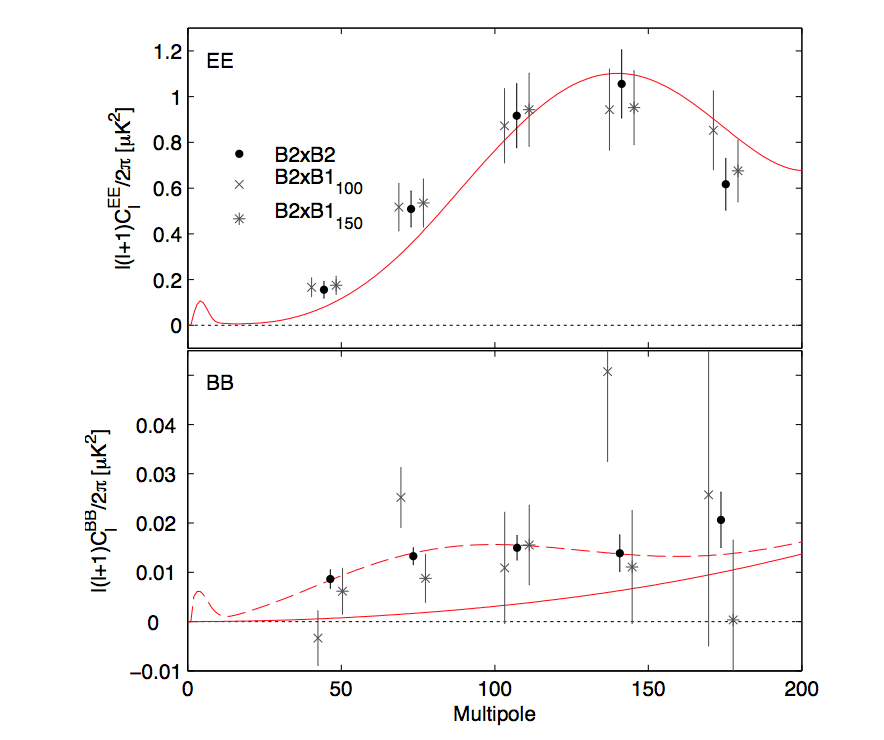 EE
l(l+1)C_l^EE/2π [μK²]
1.2
1
0.8
0.6
0.4
0.2
0
B2xB2
B2xB1₁₀₀
B2xB1₁₅₀
BB
l(l+1)C_l^BB/2π [μK²]
0.04
0.03
0.02
0.01
0
−0.01
0 50 100 150 200
Multipole